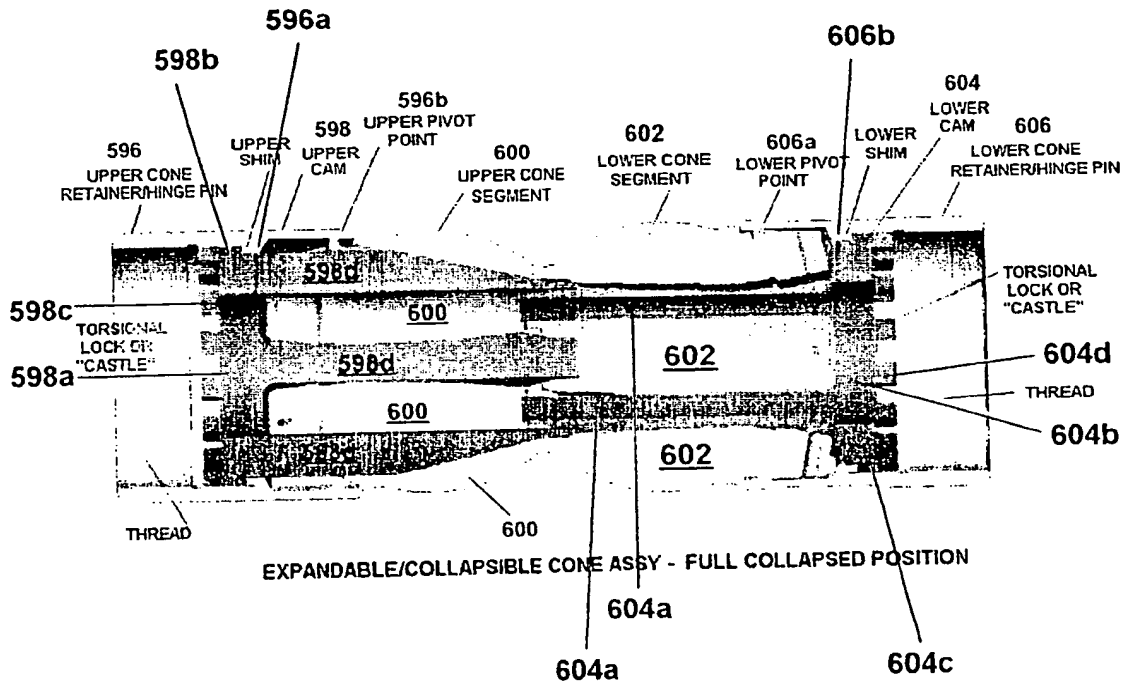 596a
598b
606b
596
UPPER CONE
RETAINER/HINGE PIN
UPPER
SHIM
598
UPPER
CAM
596b
UPPER PIVOT
POINT
600
UPPER CONE
SEGMENT
602
LOWER CONE
SEGMENT
606a
LOWER PIVOT
POINT
LOWER
SHIM
604
LOWER
CAM
606
LOWER CONE
RETAINER/HINGE PIN
598d
598c
600
TORSIONAL
LOCK OR
"CASTLE"
TORSIONAL
LOCK OR
"CASTLE"
598a
598d
602
604d
THREAD
600
604b
598d
602
THREAD
600
EXPANDABLE/COLLAPSIBLE CONE ASSY - FULL COLLAPSED POSITION
604a
604a
604c